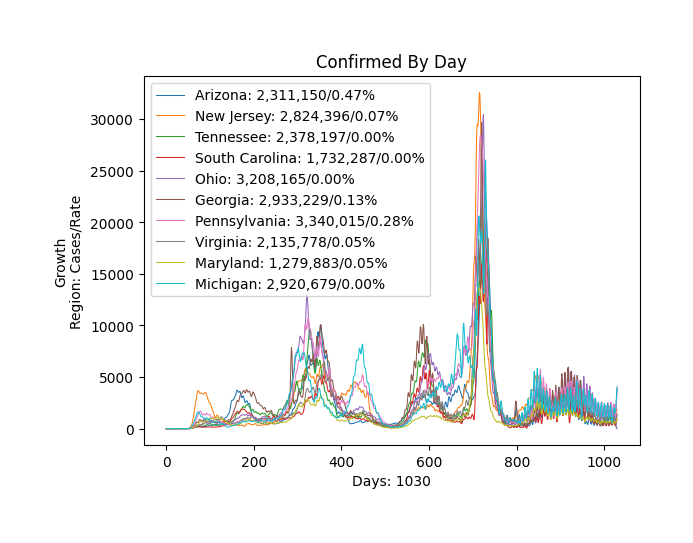 Confirmed By Day
Arizona: 2,311,150/0.47%
New Jersey: 2,824,396/0.07%
Tennessee: 2,378,197/0.00%
South Carolina: 1,732,287/0.00%
Ohio: 3,208,165/0.00%
Georgia: 2,933,229/0.13%
Pennsylvania: 3,340,015/0.28%
Virginia: 2,135,778/0.05%
Maryland: 1,279,883/0.05%
Michigan: 2,920,679/0.00%
Growth
Region: Cases/Rate
30000
25000
20000
15000
10000
5000
0
0 200 400 600 800 1000
Days: 1030